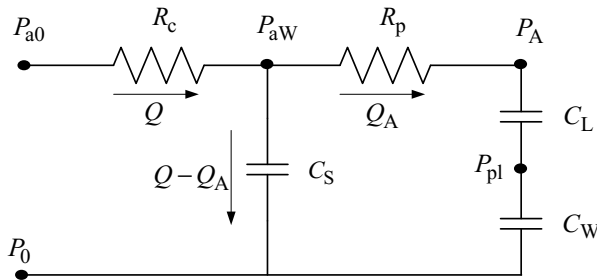 P_a0 R_c P_aW R_p P_A
Q Q_A C_L
Q − Q_A C_S P_pl
P_0 C_W